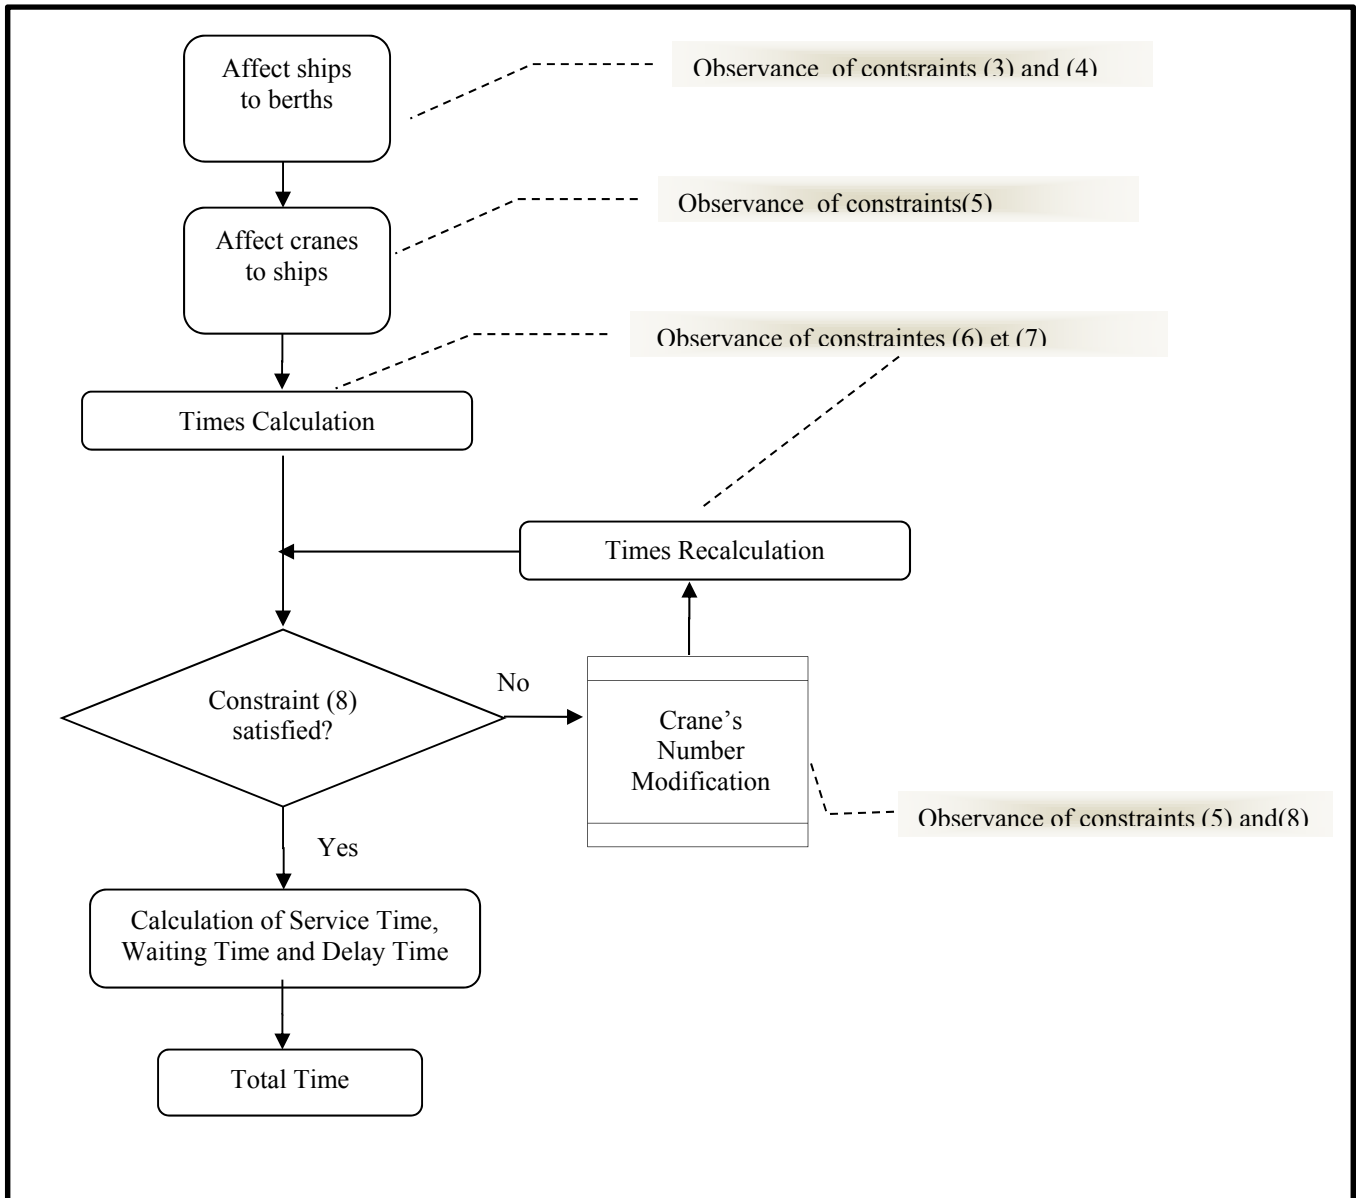 Affect ships
to berths
Observance of contsraints (3) and (4)
Affect cranes
to ships
Observance of constraints(5)
Observance of constraintes (6) et (7)
Times Calculation
Times Recalculation
Constraint (8)
satisfied?
No
Crane’s
Number
Modification
Observance of constraints (5) and(8)
Yes
Calculation of Service Time,
Waiting Time and Delay Time
Total Time